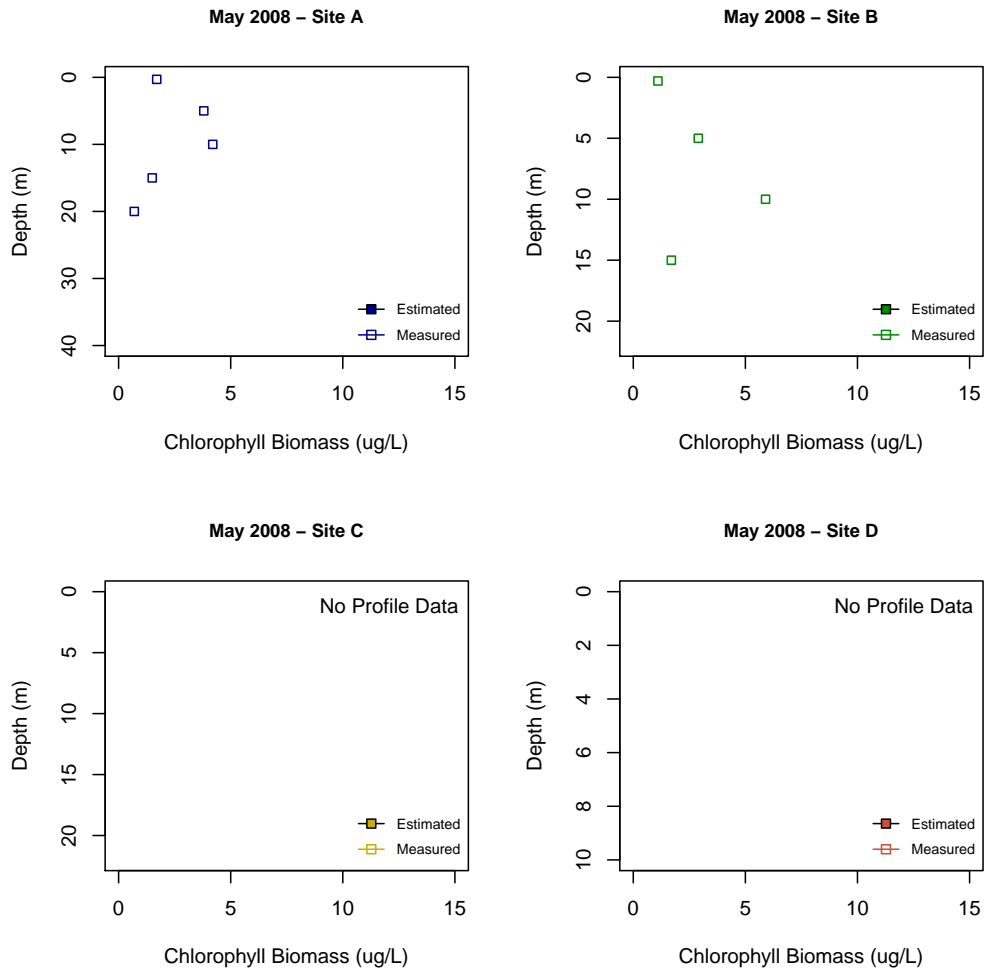 May 2008 – Site A
0
10
20
30
40
Depth (m)
Estimated
Measured
0 5 10 15
Chlorophyll Biomass (ug/L)
May 2008 – Site B
0
5
10
15
20
Depth (m)
Estimated
Measured
0 5 10 15
Chlorophyll Biomass (ug/L)
May 2008 – Site C
No Profile Data
0
5
10
15
20
Depth (m)
Estimated
Measured
0 5 10 15
Chlorophyll Biomass (ug/L)
May 2008 – Site D
No Profile Data
0
2
4
6
8
10
Depth (m)
Estimated
Measured
0 5 10 15
Chlorophyll Biomass (ug/L)